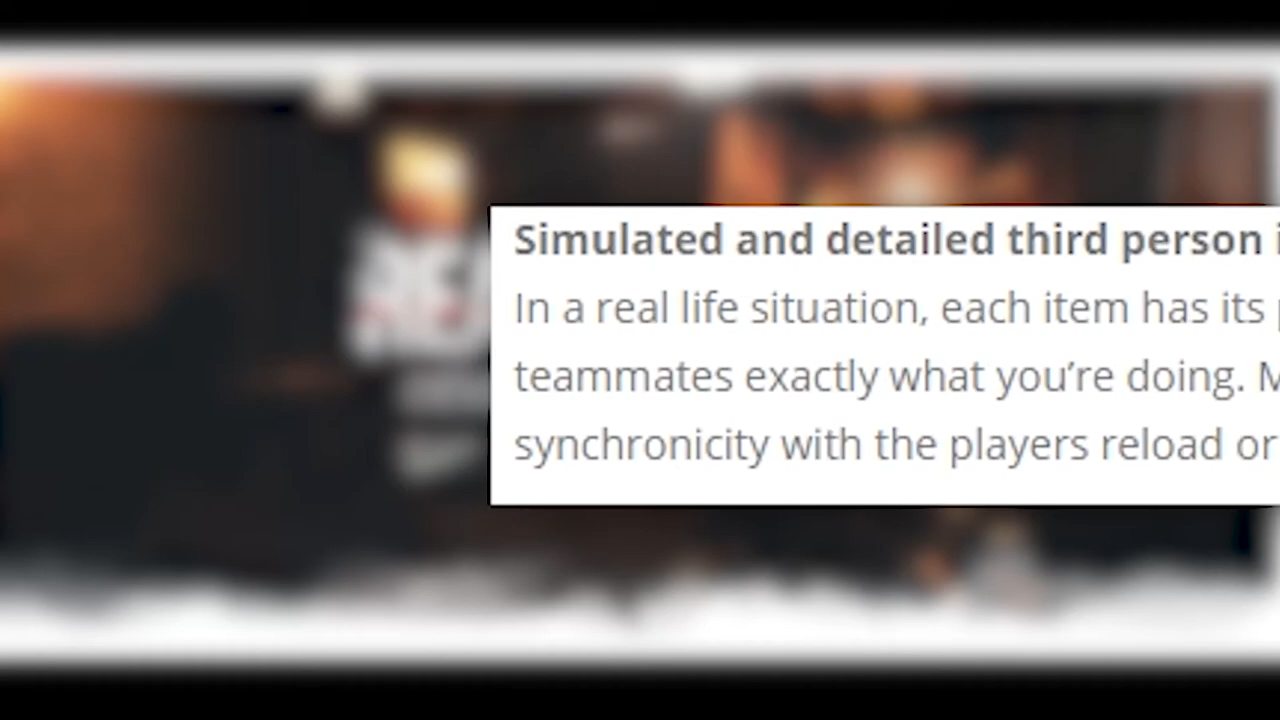 Simulated and detailed third person
In a real life situation, each item has its
teammates exactly what you’re doing. M
synchronicity with the players reload or